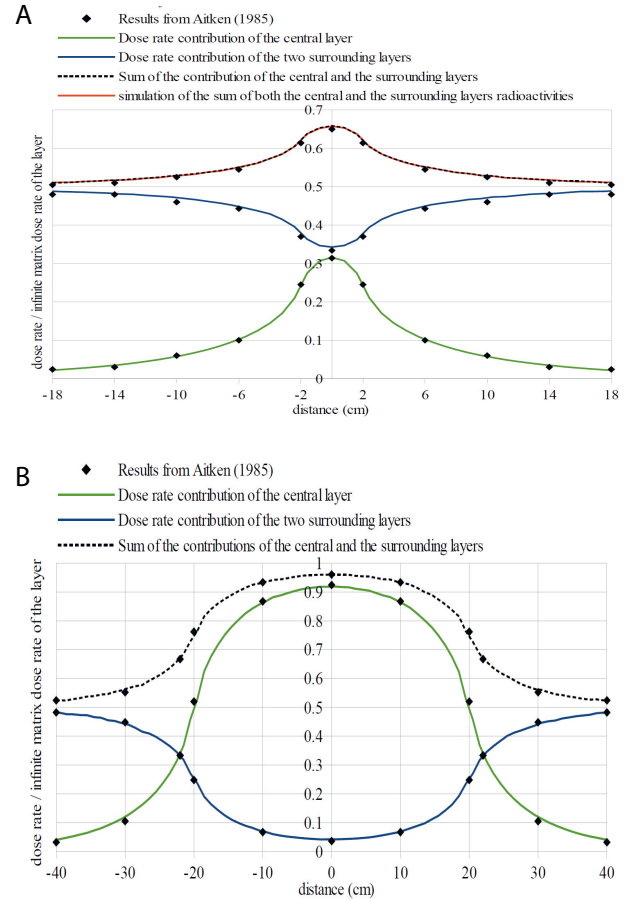 A
Results from Aitken (1985)
Dose rate contribution of the central layer
Dose rate contribution of the two surrounding layers
Sum of the contribution of the central and the surrounding layers
simulation of the sum of both the central and the surrounding layers radioactivities
dose rate / infinite matrix dose rate of the layer
0.7
0.6
0.5
0.4
0.3
0.2
0.1
0
-18 -14 -10 -6 -2 2 6 10 14 18
distance (cm)
B
Results from Aitken (1985)
Dose rate contribution of the central layer
Dose rate contribution of the two surrounding layers
Sum of the contributions of the central and the surrounding layers
dose rate / infinite matrix dose rate of the layer
1
0.9
0.8
0.7
0.6
0.5
0.4
0.3
0.2
0.1
0
-40 -30 -20 -10 0 10 20 30 40
distance (cm)